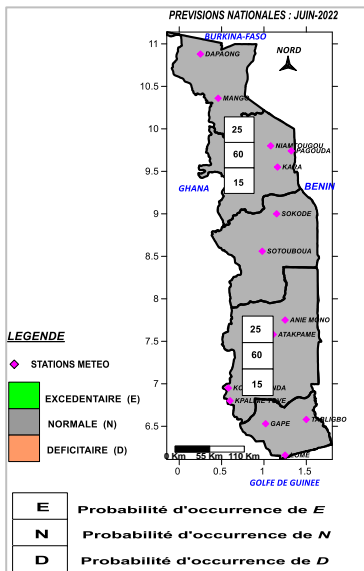 PREVISIONS NATIONALES : JUIN-2022
BURKINA-FASO
NORD
DAPAONG
MANGO
25
60
15
NIAMTOUGOU
PAGOUDA
KARA
GHANA
BENIN
SOKODE
SOTOUBOUA
ANIE MONO
25
ATAKPAME
60
15
KPALIME TOVE
GAPE
TABLIGBO
LOME
GOLFE DE GUINEE
11
10.5
10
9.5
9
8.5
8
7.5
7
6.5
0
0.5
1
1.5
0 Km
55 Km
110 Km
LEGENDE
STATIONS METEO
EXCEDENTAIRE (E)
NORMALE (N)
DEFICITAIRE (D)
E Probabilité d'occurrence de E
N Probabilité d'occurrence de N
D Probabilité d'occurrence de D